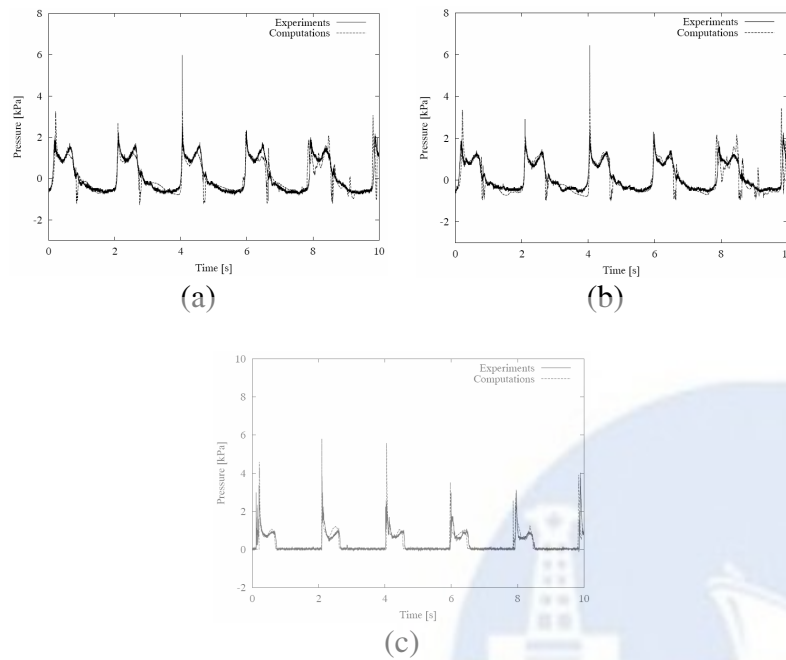 8
6
4
2
0
-2
Pressure [kPa]
Experiments
Computations
0 2 4 6 8 10
Time [s]
(a)
8
6
4
2
0
-2
Pressure [kPa]
Experiments
Computations
0 2 4 6 8 1
Time [s]
(b)
10
8
6
4
2
0
-2
Pressure [kPa]
Experiments
Computations
0 2 4 6 8 10
Time [s]
(c)